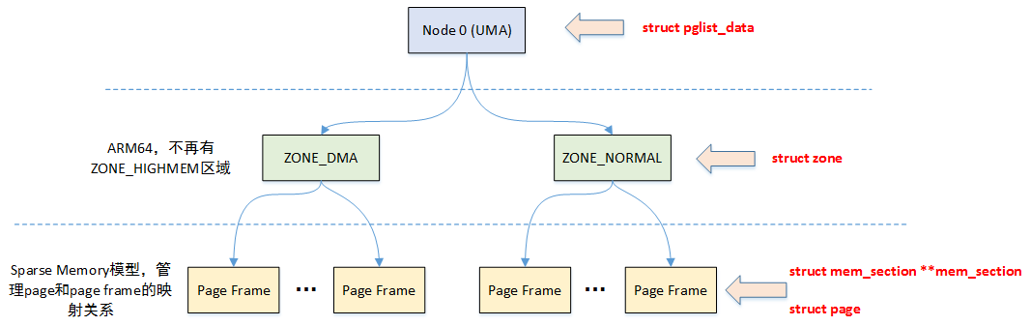 Node 0 (UMA)
struct pglist_data
ARM64，不再有
ZONE_HIGHMEM区域
ZONE_DMA
ZONE_NORMAL
struct zone
Sparse Memory模型，管
理page和page frame的映
射关系
Page Frame
...
Page Frame
Page Frame
...
Page Frame
struct mem_section **mem_section
struct page